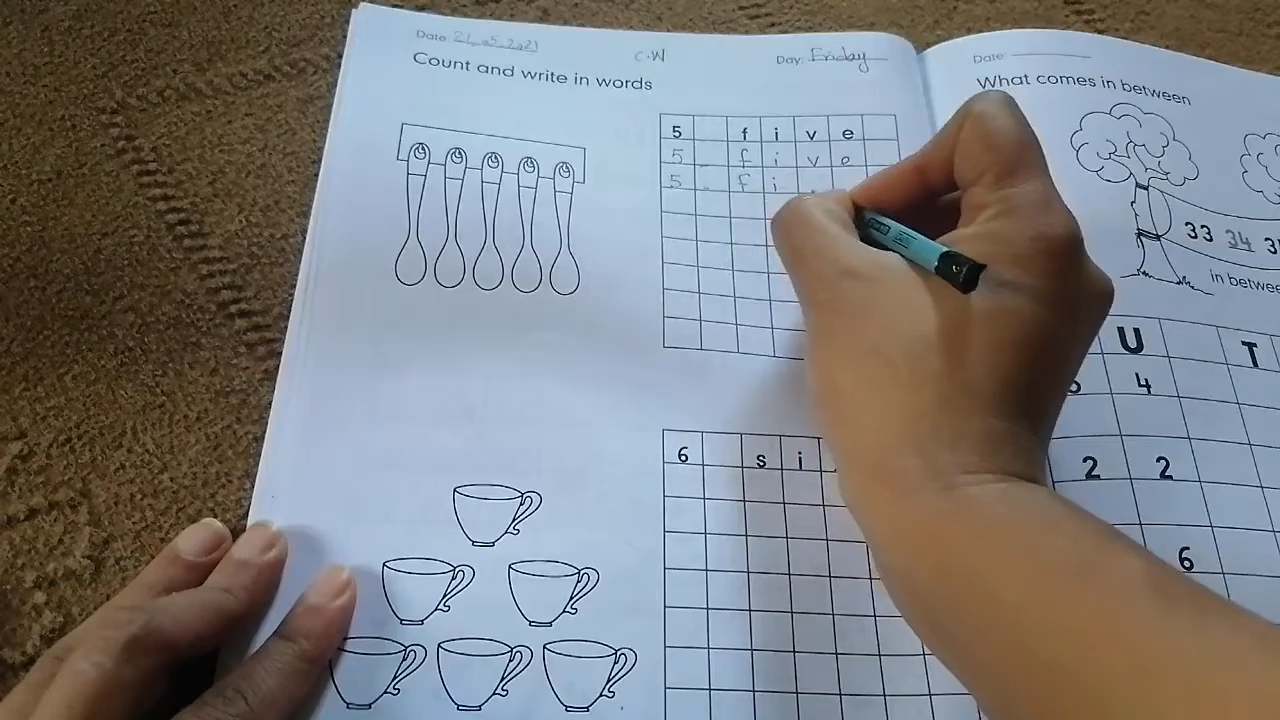 Date 21.05.2021
C.W
Day: Friday
Count and write in words
5 f i v e
5 f i v e
5 . f i
6 s i
Date
What comes in between
33 34
in betwee
U T
4
2 2
6